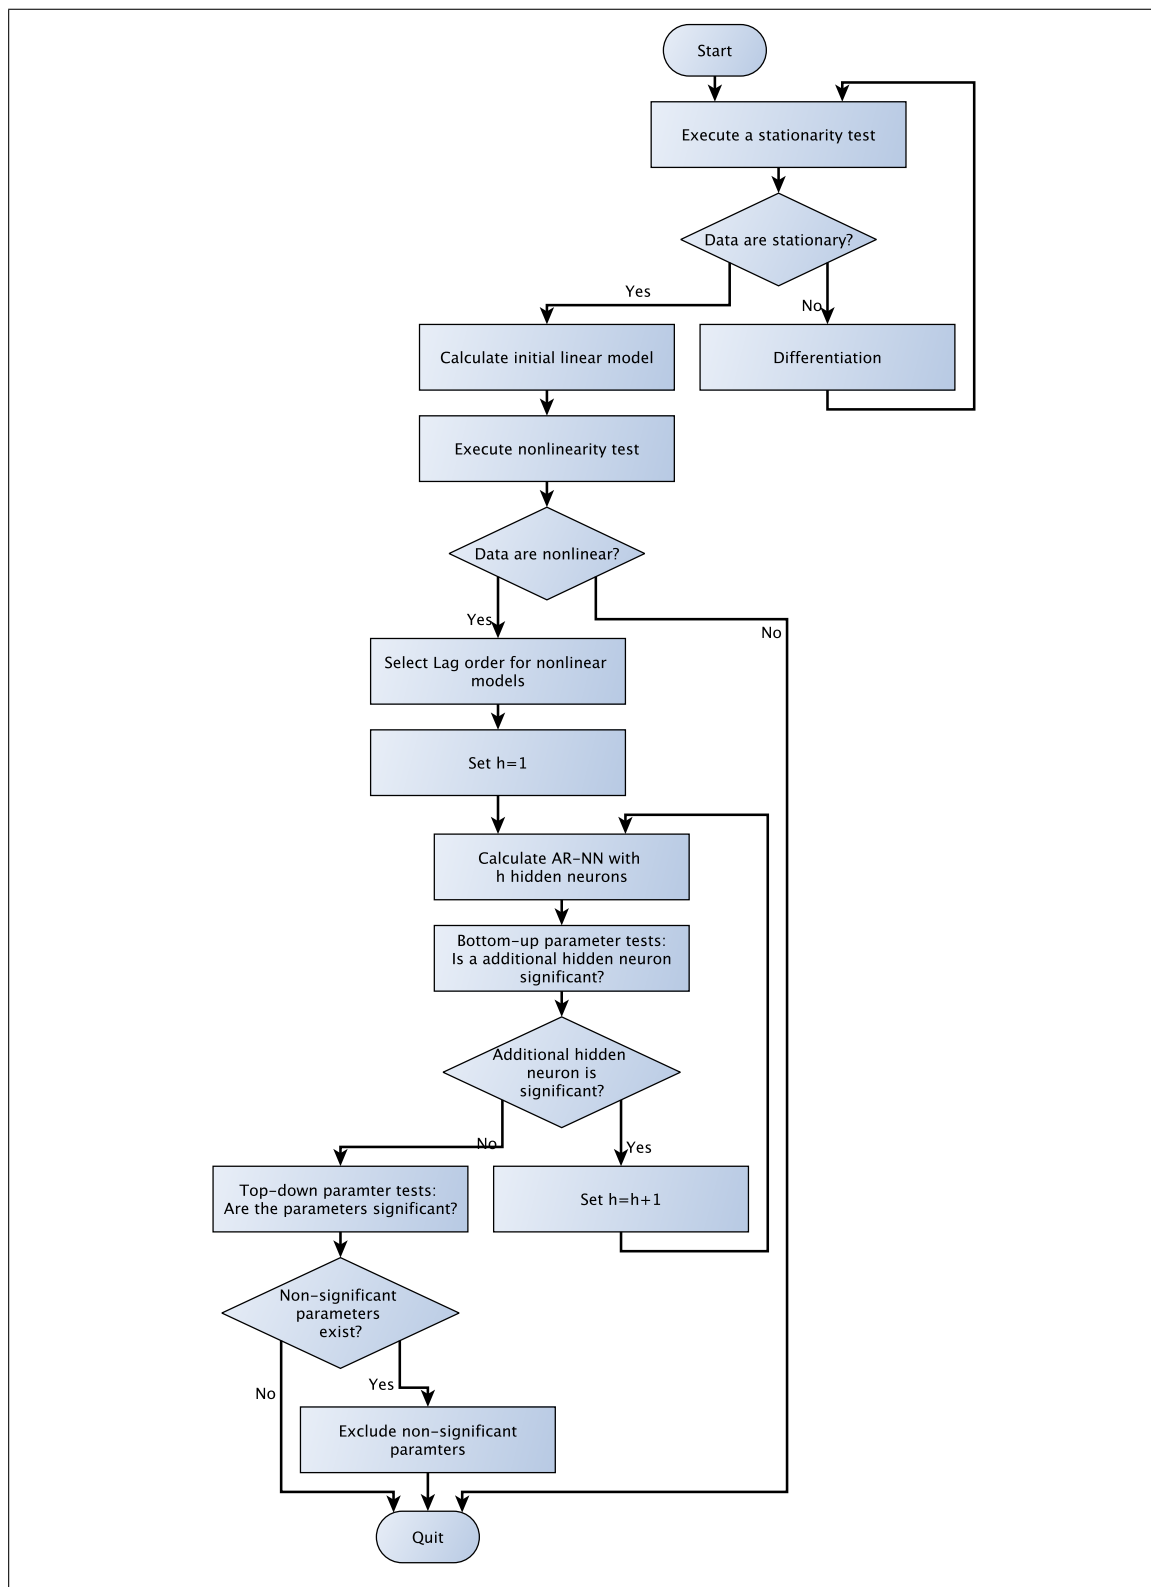 Start
Execute a stationarity test
Data are stationary?
Yes
No
Calculate initial linear model
Differentiation
Execute nonlinearity test
Data are nonlinear?
Yes
No
Select Lag order for nonlinear
models
Set h=1
Calculate AR-NN with
h hidden neurons
Bottom-up parameter tests:
Is a additional hidden neuron
significant?
Additional hidden
neuron is
significant?
No
Yes
Top-down paramter tests:
Are the parameters significant?
Set h=h+1
Non-significant
parameters
exist?
No
Yes
Exclude non-significant
paramters
Quit